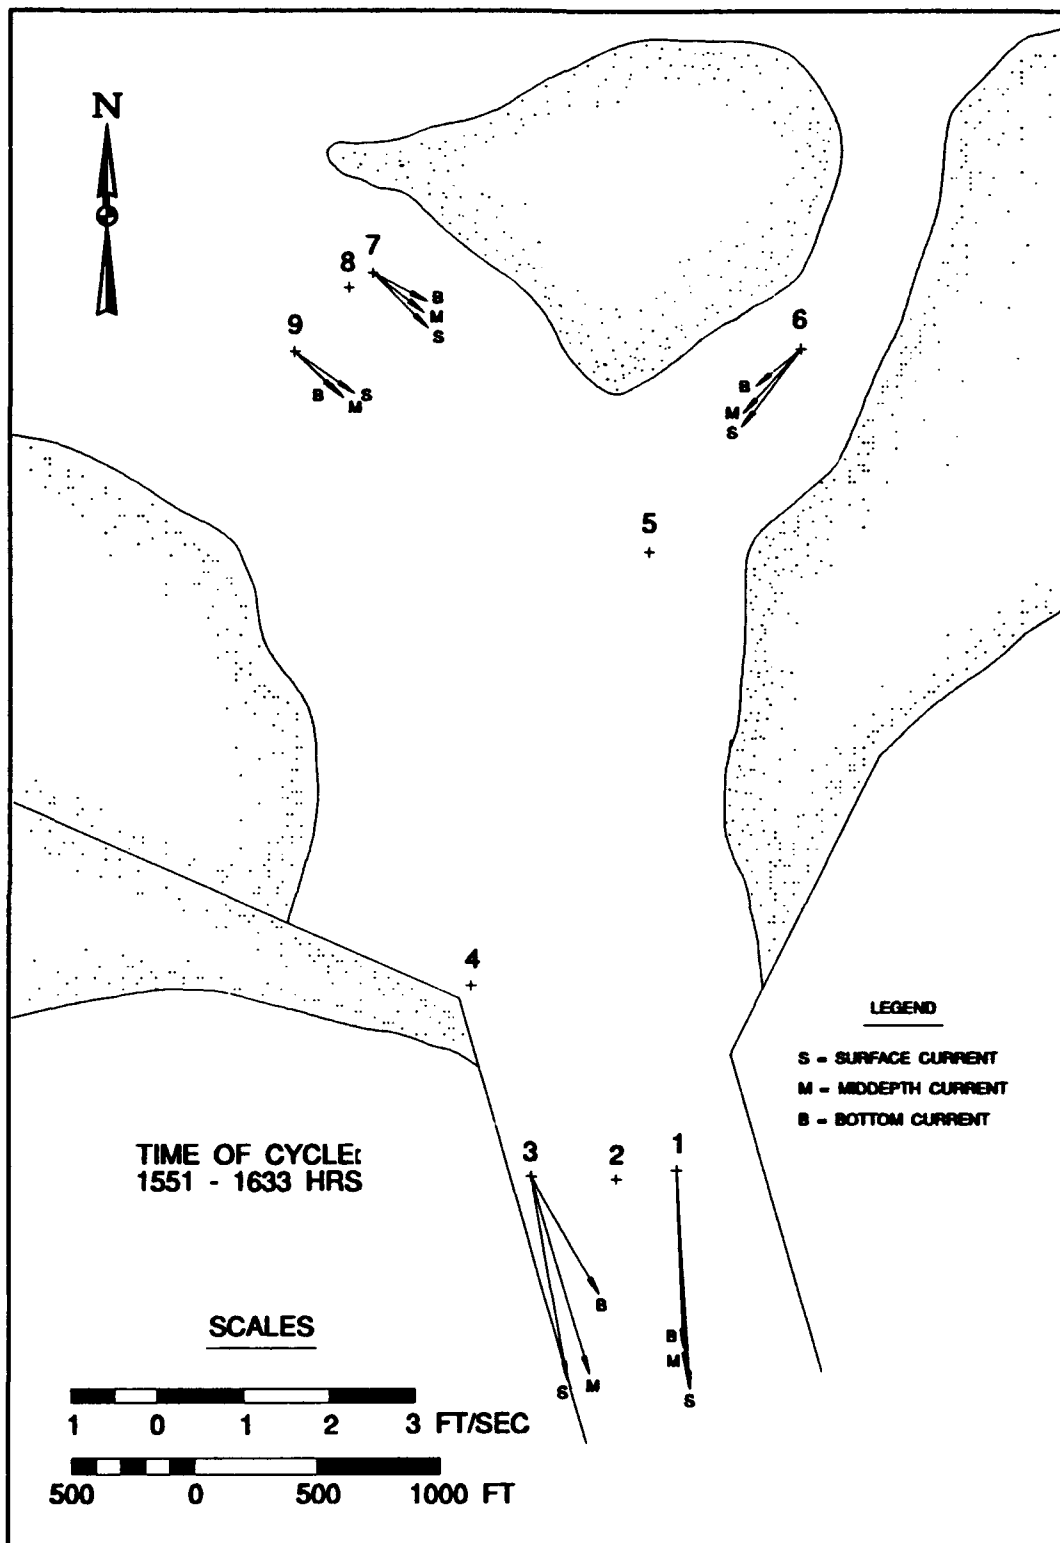 N
7
8
B
M
S
9
B
S
M
6
B
M
S
5
4
LEGEND
S - SURFACE CURRENT
M - MIDDEPTH CURRENT
B - BOTTOM CURRENT
TIME OF CYCLE:
1551 - 1633 HRS
3
2
1
B
B
M
S
M
S
SCALES
1 0 1 2 3 FT/SEC
500 0 500 1000 FT